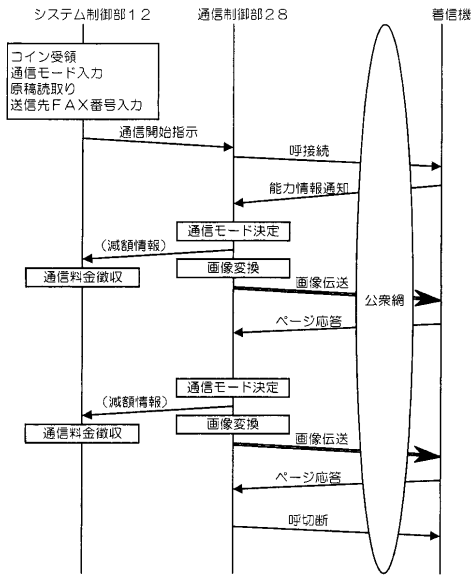 システム制御部12
通信制御部28
着信機
コイン受領
通信モード入力
原稿読取り
送信先FAX番号入力
通信開始指示
呼接続
能力情報通知
通信モード決定
(減額情報)
画像変換
通信料金徴収
画像伝送
公衆網
ページ応答
通信モード決定
(減額情報)
画像変換
通信料金徴収
画像伝送
ページ応答
呼切断